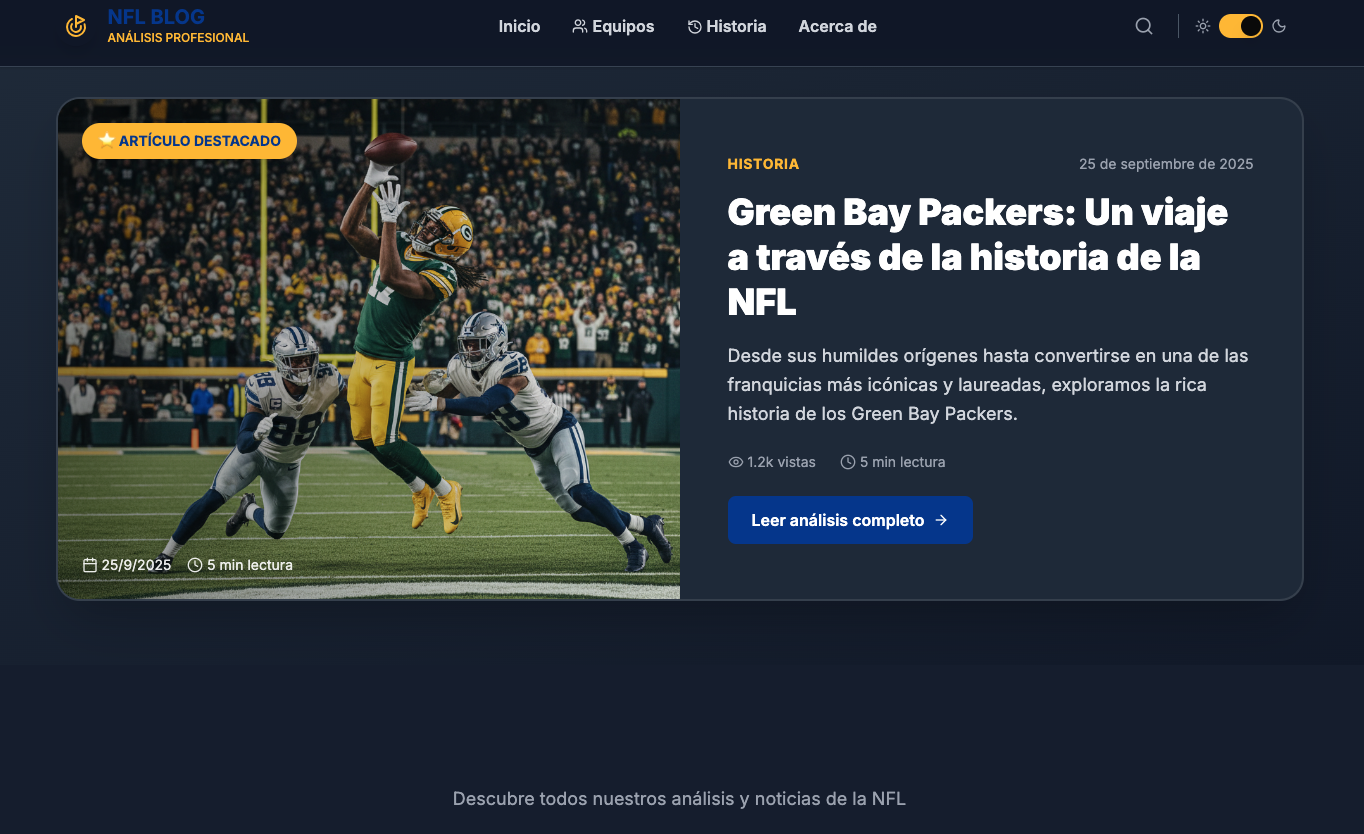 NFL BLOG
ANÁLISIS PROFESIONAL
Inicio
Equipos
Historia
Acerca de
ARTÍCULO DESTACADO
G
17
88
25/9/2025
5 min lectura
HISTORIA
25 de septiembre de 2025
Green Bay Packers: Un viaje
a través de la historia de la
NFL
Desde sus humildes orígenes hasta convertirse en una de las
franquicias más icónicas y laureadas, exploramos la rica
historia de los Green Bay Packers.
1.2k vistas
5 min lectura
Leer análisis completo
Descubre todos nuestros análisis y noticias de la NFL